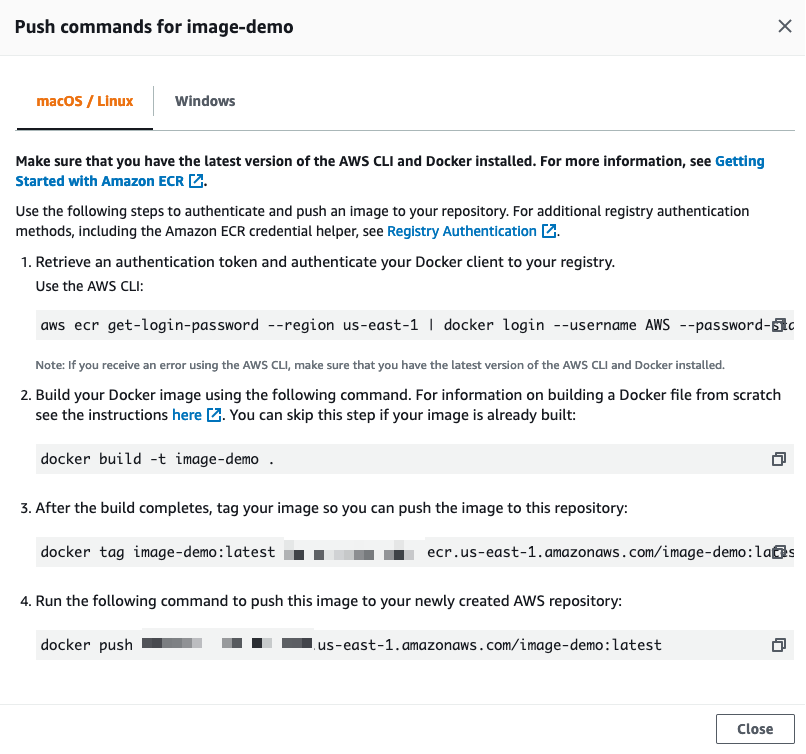 Push commands for image-demo
macOS / Linux
Windows
Make sure that you have the latest version of the AWS CLI and Docker installed. For more information, see Getting
Started with Amazon ECR.
Use the following steps to authenticate and push an image to your repository. For additional registry authentication
methods, including the Amazon ECR credential helper, see Registry Authentication.
1. Retrieve an authentication token and authenticate your Docker client to your registry.
Use the AWS CLI:
aws ecr get-login-password --region us-east-1 | docker login --username AWS --password-sta
Note: If you receive an error using the AWS CLI, make sure that you have the latest version of the AWS CLI and Docker installed.
2. Build your Docker image using the following command. For information on building a Docker file from scratch
see the instructions here. You can skip this step if your image is already built:
docker build -t image-demo .
3. After the build completes, tag your image so you can push the image to this repository:
docker tag image-demo:latest ecr.us-east-1.amazonaws.com/image-demo:lates
4. Run the following command to push this image to your newly created AWS repository:
docker push .us-east-1.amazonaws.com/image-demo:latest
Close